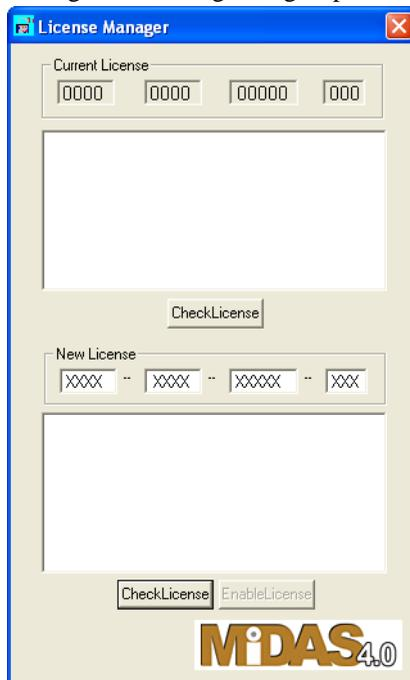 License Manager
Current License
0000 0000 00000 000
CheckLicense
New License
XXXX -- XXXX -- XXXXX -- XXX
CheckLicense EnableLicense
MiDAS4.0